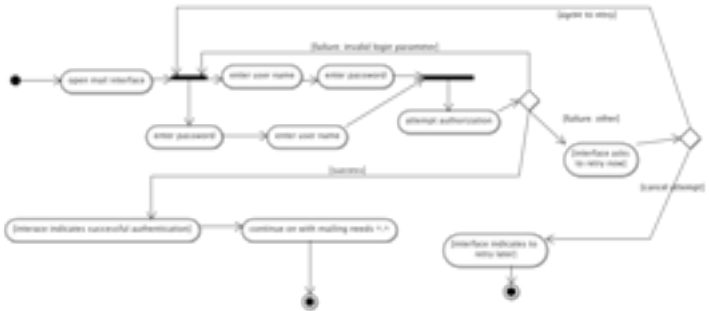 [agree to retry]
[failure: invalid login parameter]
open mail interface
enter user name
enter password
attempt authorization
[failure: other]
enter password
enter user name
[interface asks
to retry now]
[success]
[cancel attempt]
[interace indicates successful authentication]
continue on with mailing needs ^.^
[interface indicates to
retry later]